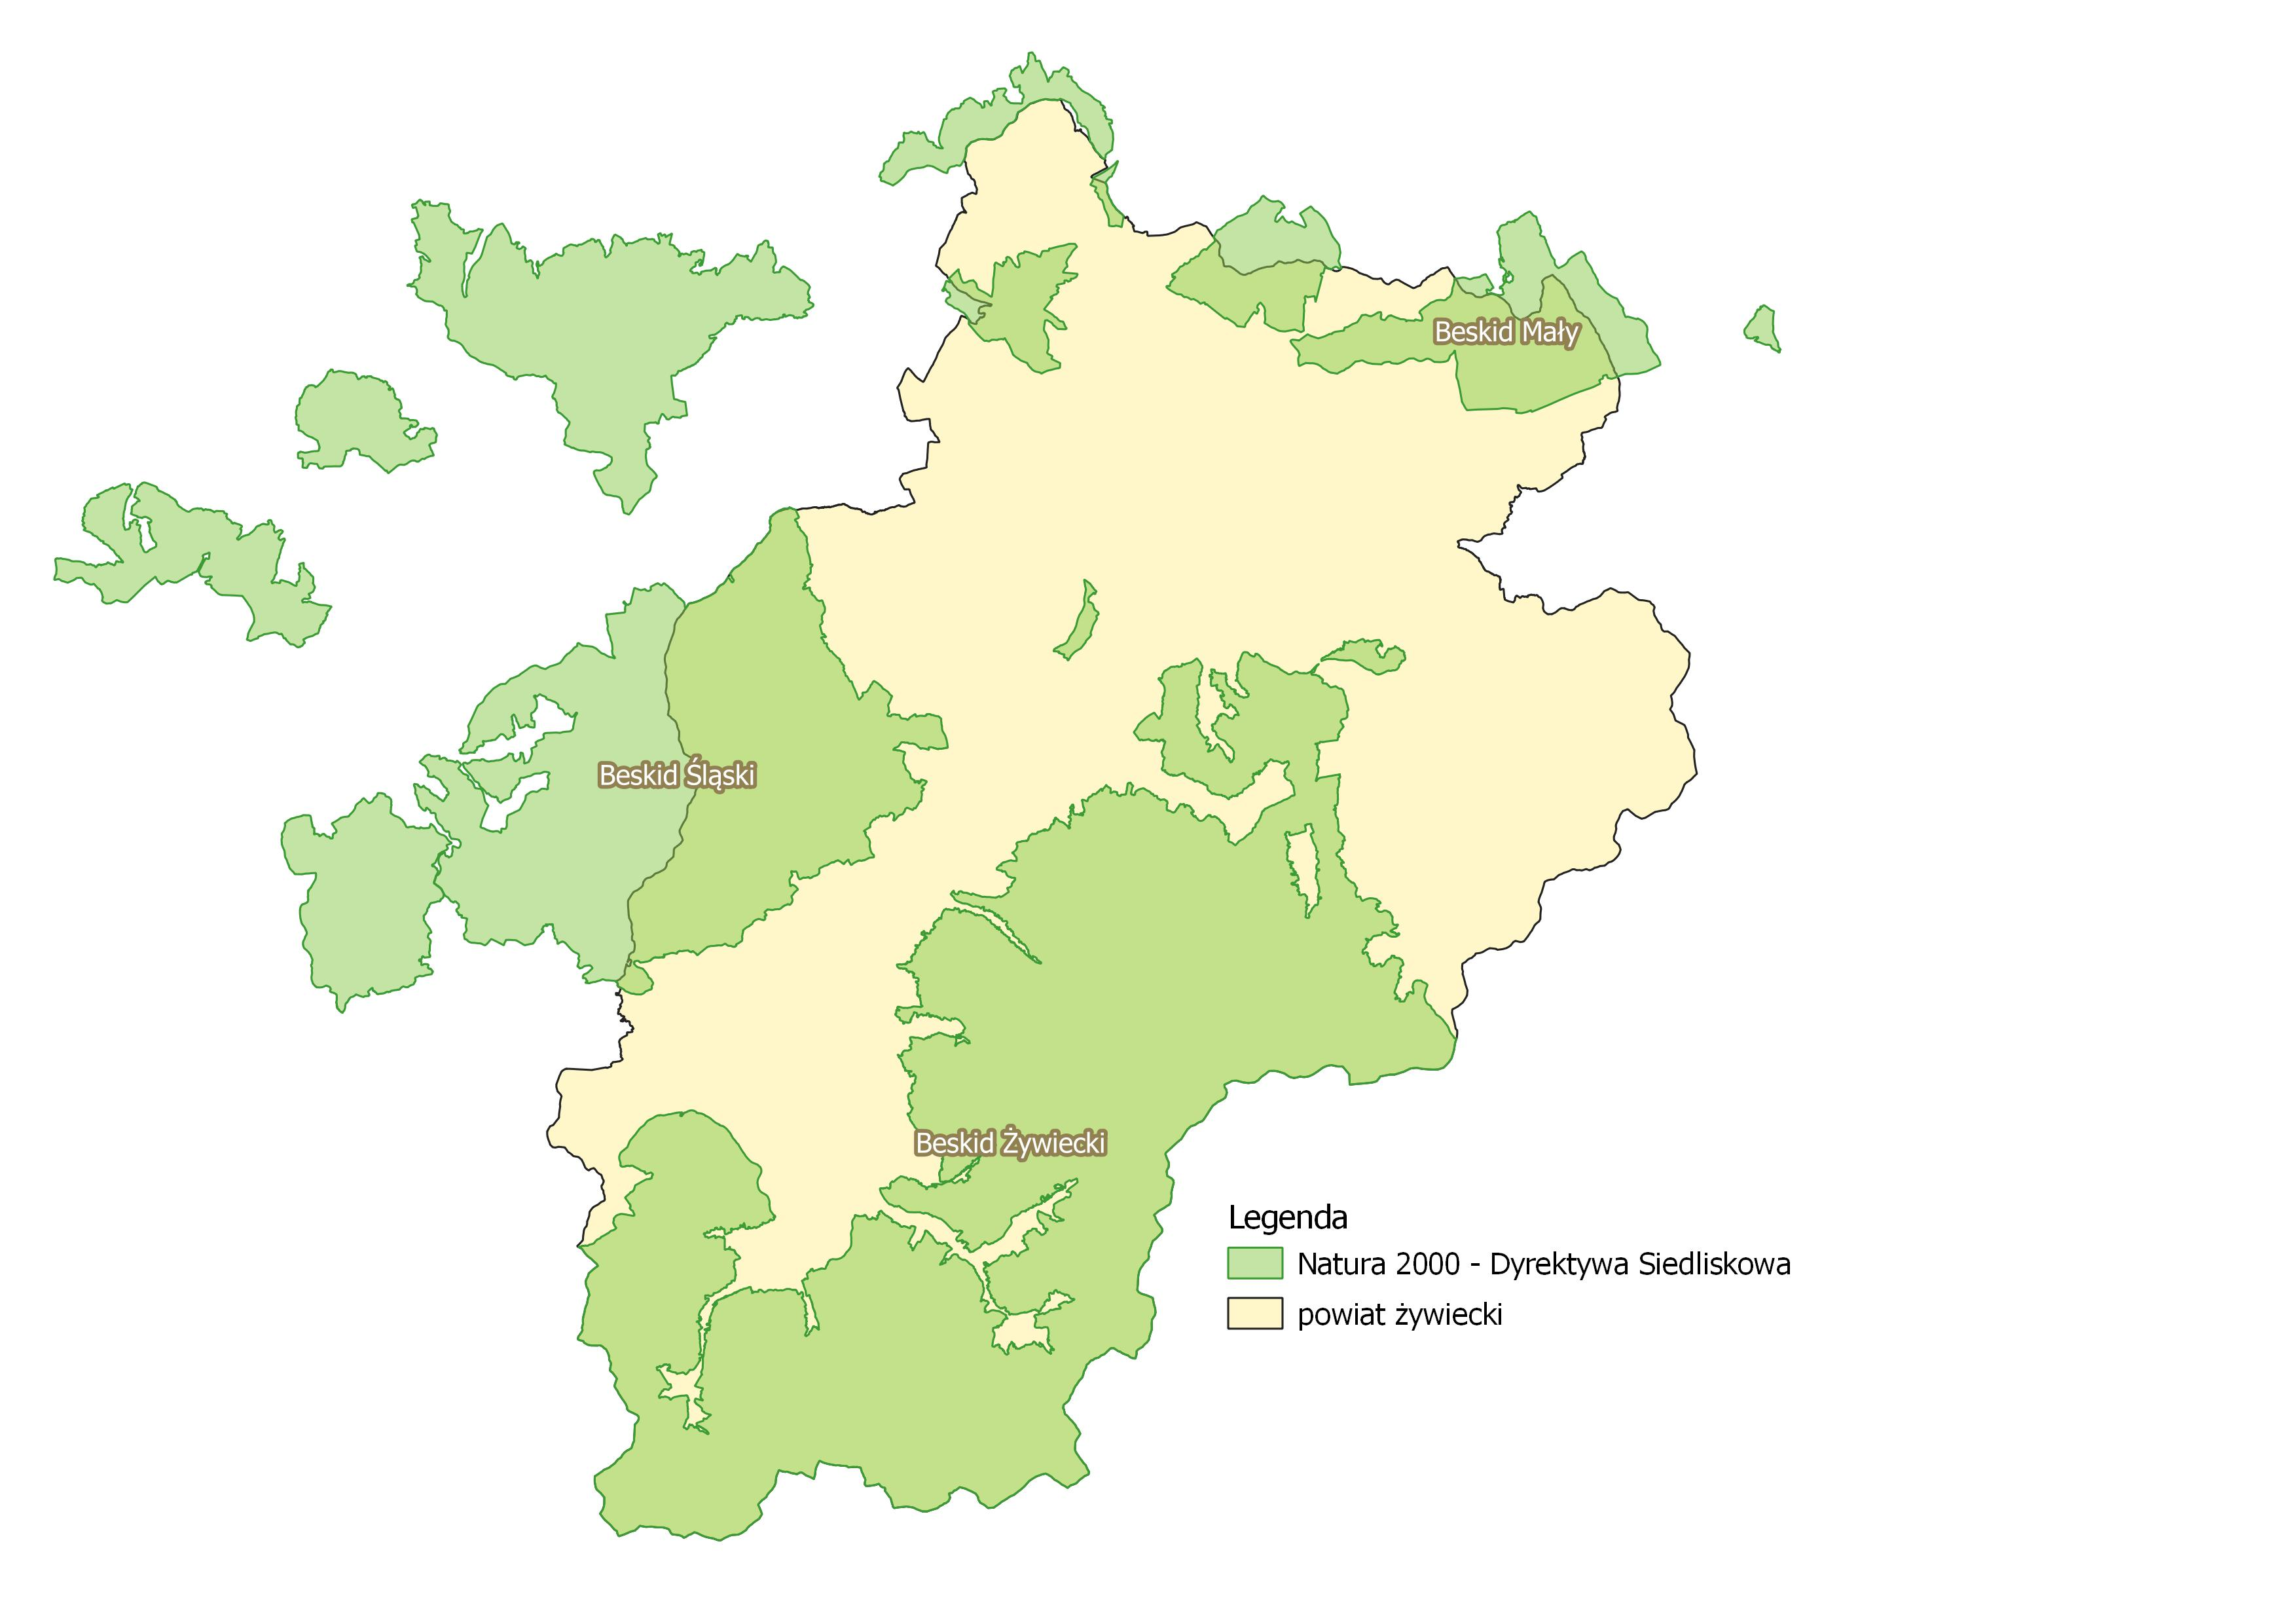 Beskid Mały
Beskid Śląski
Beskid Żywiecki
Legenda
Natura 2000 - Dyrektywa Siedliskowa
powiat żywiecki